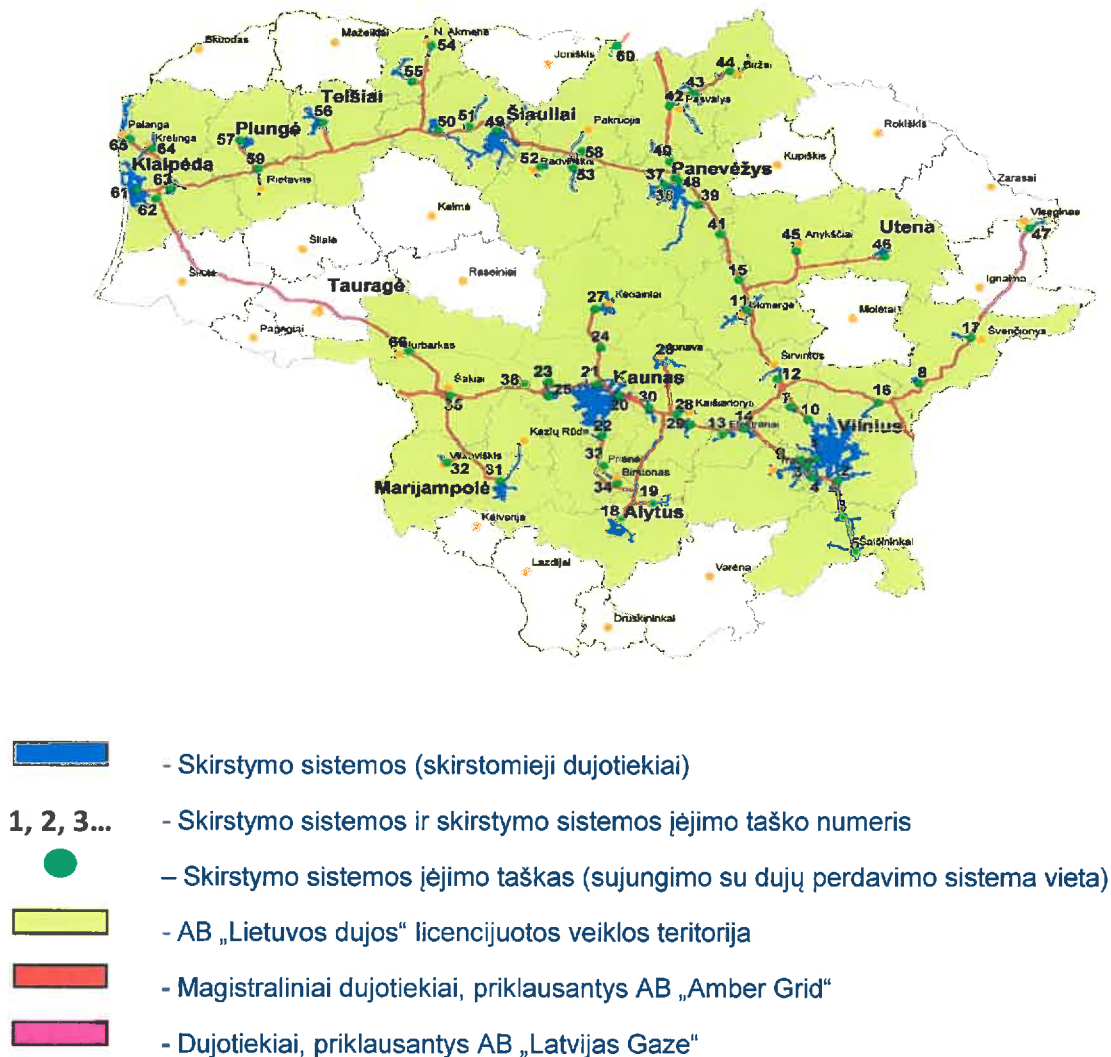 Skuodas
Mažeikiai
N. Akmenė
54
Joniškis
60
55
44
Biržai
43
42
Pasvalys
Telšiai
56
Šiauliai
51
50
49
Pakruojis
Rokiškis
Palanga
Kretinga
65
64
Plungė
57
Klaipėda
63
61
62
59
Rietavas
52
Radviliškis
58
53
Kupiškis
Panevėžys
37
48
39
41
Zarasai
Visaginas
47
Kelmė
Šilalė
Šilutė
Raseiniai
Tauragė
Pagėgiai
45
Anykščiai
Utena
46
Ignalina
15
11
Ukmergė
Molėtai
17
Švenčionys
27
Kėdainiai
24
66
Jurbarkas
Šakiai
23
25
21
Kaunas
20
30
Jonava
Širvintos
12
8
16
7
10
28
Kaišiadorys
29
13
14
Vilnius
22
Kazlų Rūda
33
Birštonas
34
Vilkaviškis
32
31
Marijampolė
19
18
Alytus
2
4
Šalčininkai
Kalvarija
Lazdijai
Varėna
Druskininkai
- Skirstymo sistemos (skirstomieji dujotiekiai)
1, 2, 3... - Skirstymo sistemos ir skirstymo sistemos įėjimo taško numeris
– Skirstymo sistemos įėjimo taškas (sujungimo su dujų perdavimo sistema vieta)
- AB „Lietuvos dujos“ licencijuotos veiklos teritorija
- Magistraliniai dujotiekiai, priklausantys AB „Amber Grid“
- Dujotiekiai, priklausantys AB „Latvijas Gaze“